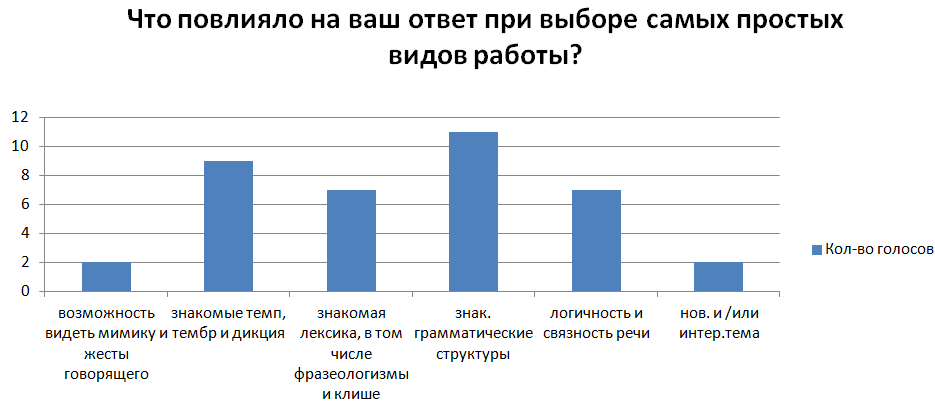 Что повлияло на ваш ответ при выборе самых простых
видов работы?
12
10
8
6
4
2
0
Кол-во голосов
возможность
видеть мимику и
жесты
говорящего
знакомые темп,
тембр и дикция
знакомая
лексика, в том
числе
фразеологизмы
и клише
знак.
грамматические
структуры
логичность и
связность речи
нов. и /или
интер.тема